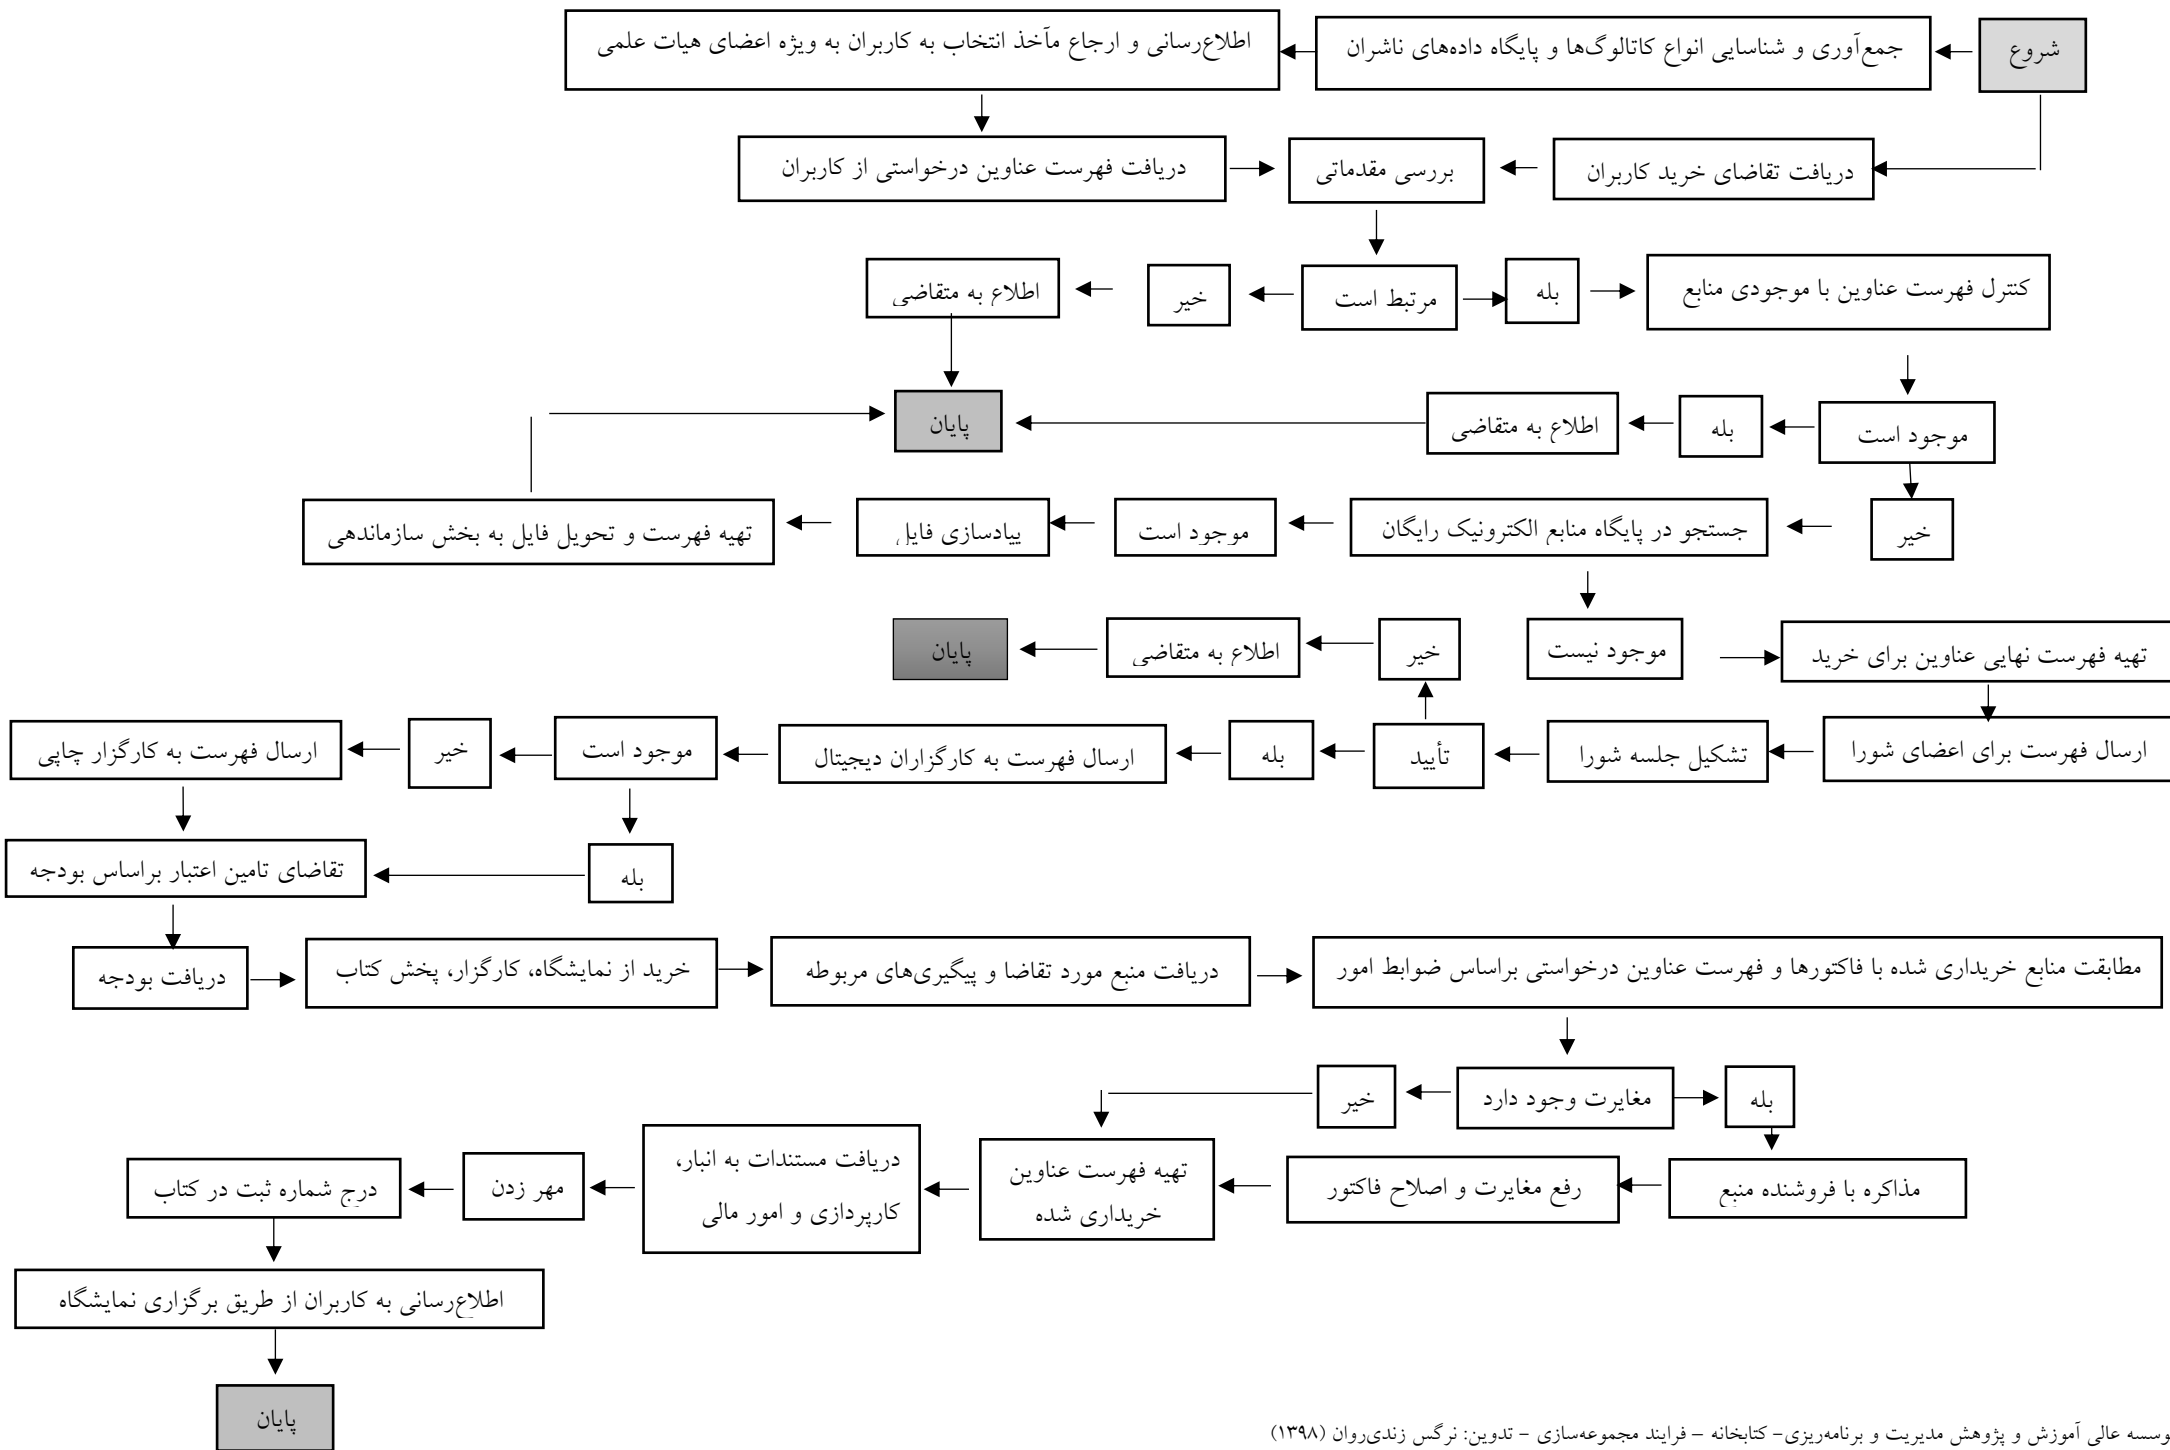 شروع
جمع‌آوری و شناسایی انواع کاتالوگ‌ها و پایگاه داده‌های ناشران
اطلاع‌رسانی و ارجاع مآخذ انتخاب به کاربران به ویژه اعضای هیات علمی
دریافت تقاضای خرید کاربران
بررسی مقدماتی
دریافت فهرست عناوین درخواستی از کاربران
کنترل فهرست عناوین با موجودی منابع
بله
مرتبط است
خیر
اطلاع به متقاضی
موجود است
بله
اطلاع به متقاضی
پایان
خیر
جستجو در پایگاه منابع الکترونیک رایگان
موجود است
پیادسازی فایل
تهیه فهرست و تحویل فایل به بخش سازماندهی
تهیه فهرست نهایی عناوین برای خرید
موجود نیست
خیر
اطلاع به متقاضی
پایان
ارسال فهرست برای اعضای شورا
تشکیل جلسه شورا
تأیید
بله
ارسال فهرست به کارگزاران دیجیتال
موجود است
خیر
ارسال فهرست به کارگزار چاپی
بله
تقاضای تامین اعتبار براساس بودجه
دریافت بودجه
خرید از نمایشگاه، کارگزار، پخش کتاب
دریافت منبع مورد تقاضا و پیگیری‌های مربوطه
مطابقت منابع خریداری شده با فاکتورها و فهرست عناوین درخواستی براساس ضوابط امور
بله
مغایرت وجود دارد
خیر
مذاکره با فروشنده منبع
رفع مغایرت و اصلاح فاکتور
تهیه فهرست عناوین
خریداری شده
دریافت مستندات به انبار،
کارپردازی و امور مالی
مهر زدن
درج شماره ثبت در کتاب
اطلاع‌رسانی به کاربران از طریق برگزاری نمایشگاه
پایان
وسسه عالی آموزش و پژوهش مدیریت و برنامه‌ریزی- کتابخانه – فرایند مجموعه‌سازی – تدوین: نرگس زندی‌روان (۱۳۹۸)